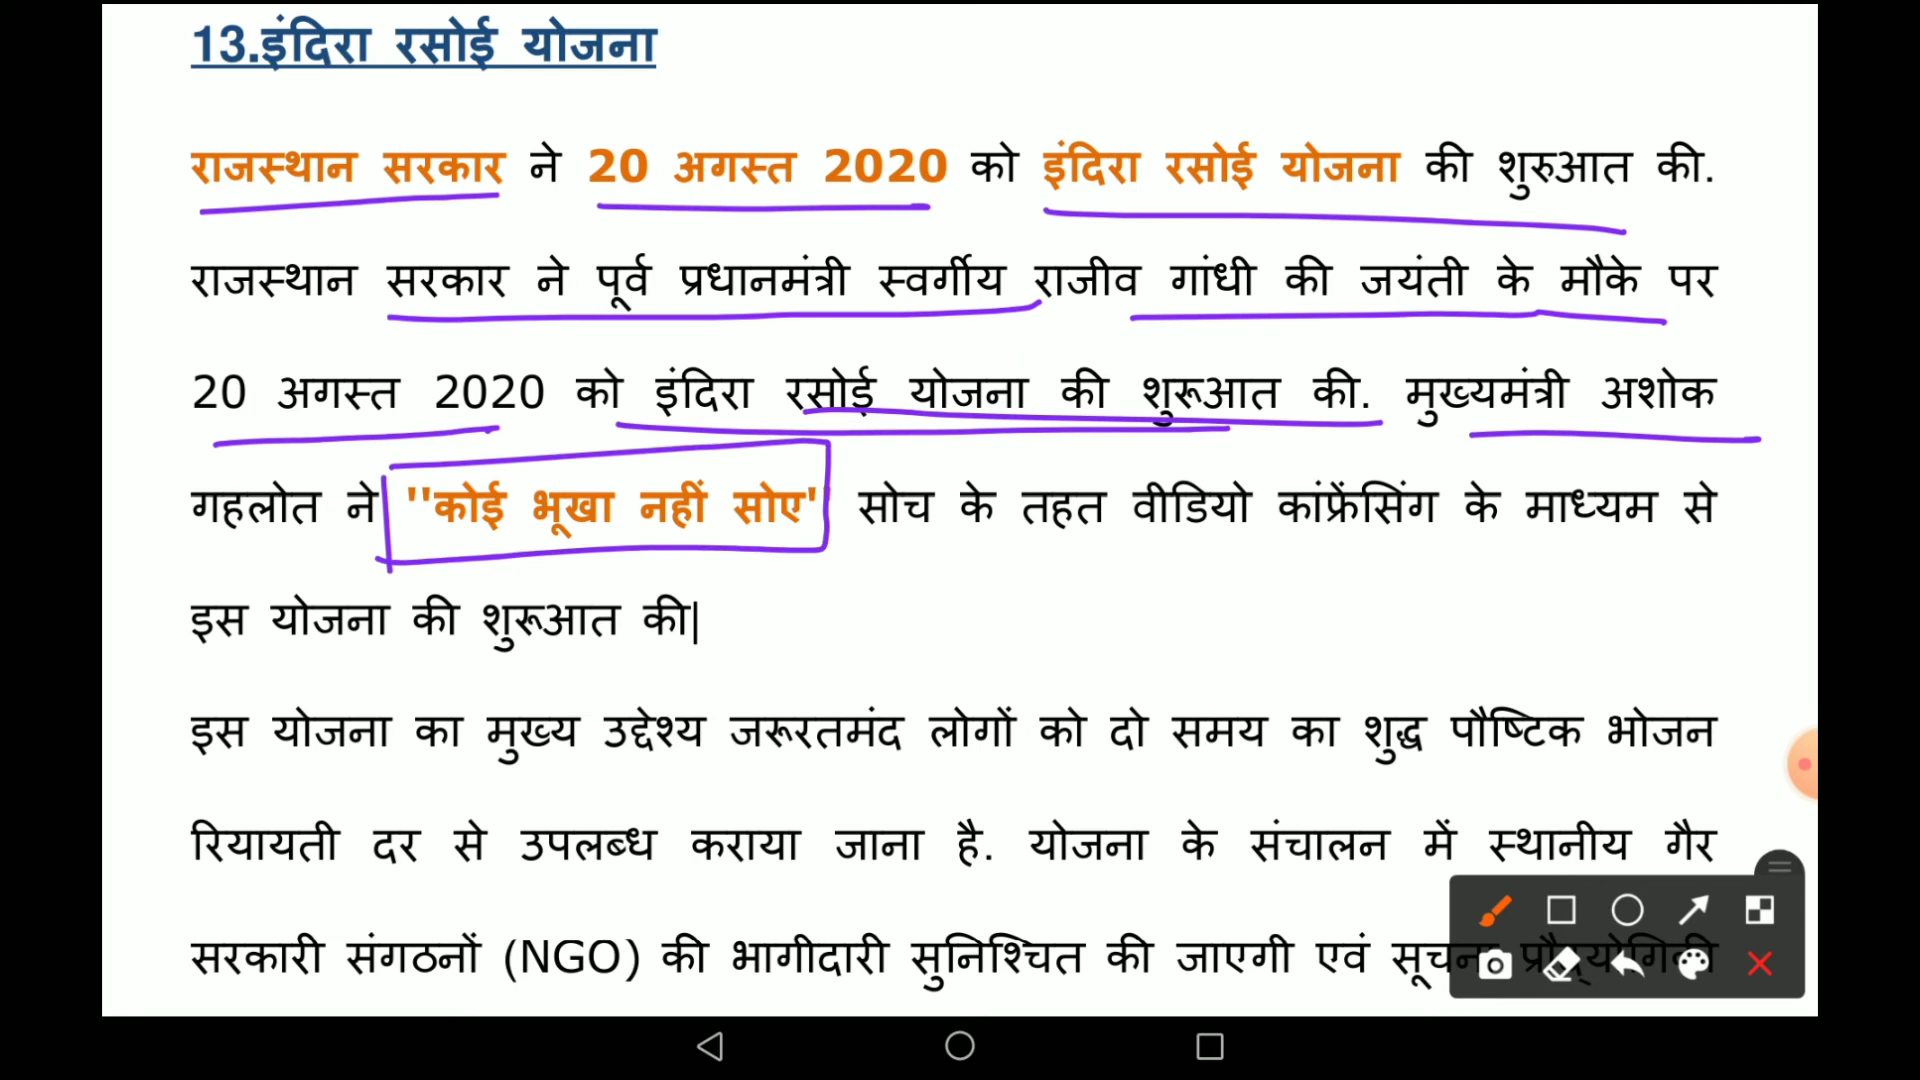 13.इंदिरा रसोई योजना
राजस्थान सरकार ने 20 अगस्त 2020 को इंदिरा रसोई योजना की शुरुआत की.
राजस्थान सरकार ने पूर्व प्रधानमंत्री स्वर्गीय राजीव गांधी की जयंती के मौके पर
20 अगस्त 2020 को इंदिरा रसोई योजना की शुरूआत की. मुख्यमंत्री अशोक
गहलोत ने ''कोई भूखा नहीं सोए' सोच के तहत वीडियो कांफ्रेंसिंग के माध्यम से
इस योजना की शुरूआत की|
इस योजना का मुख्य उद्देश्य जरूरतमंद लोगों को दो समय का शुद्ध पौष्टिक भोजन
रियायती दर से उपलब्ध कराया जाना है. योजना के संचालन में स्थानीय गैर
सरकारी संगठनों (NGO) की भागीदारी सुनिश्चित की जाएगी एवं सूचना प्रौद्योगिकी